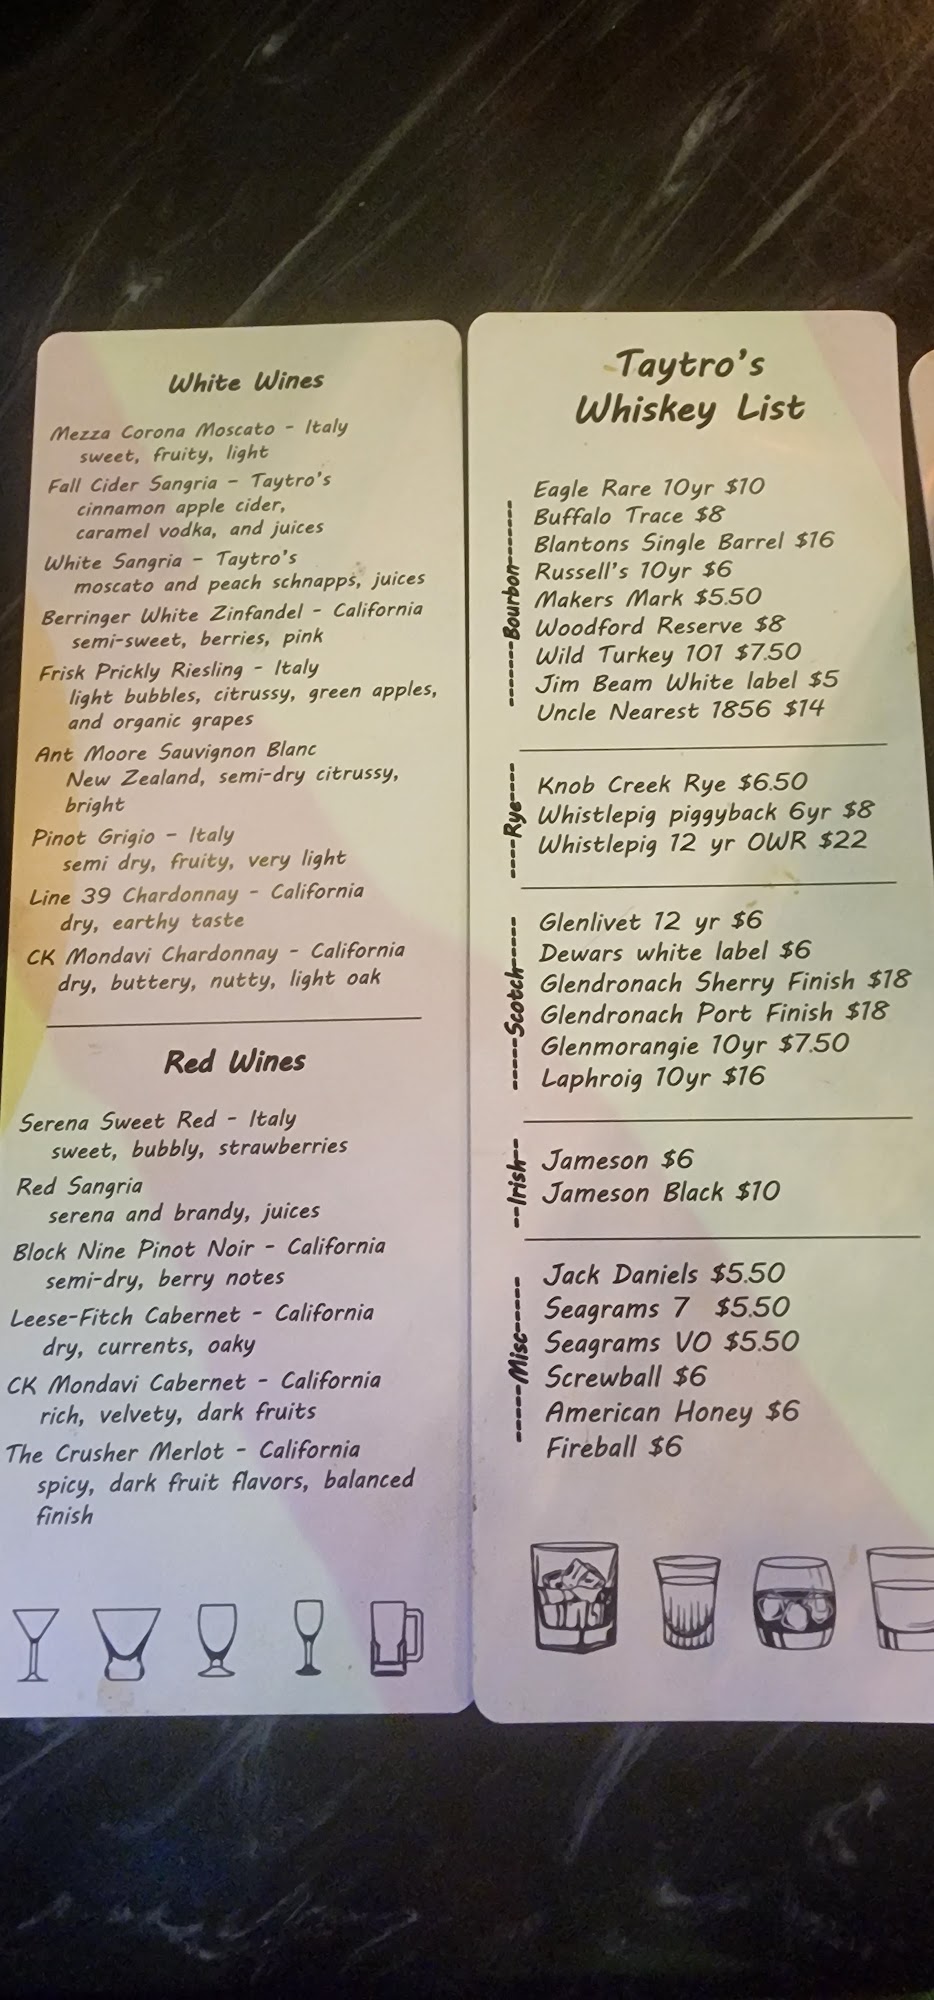 White Wines
Mezza Corona Moscato - Italy
sweet, fruity, light
Fall Cider Sangria - Taytro's
cinnamon apple cider,
caramel vodka, and juices
White Sangria - Taytro's
moscato and peach schnapps, juices
Berringer White Zinfandel - California
semi-sweet, berries, pink
Frisk Prickly Riesling - Italy
light bubbles, citrussy, green apples,
and organic grapes
Ant Moore Sauvignon Blanc
New Zealand, semi-dry citrussy,
bright
Pinot Grigio - Italy
semi dry, fruity, very light
Line 39 Chardonnay - California
dry, earthy taste
CK Mondavi Chardonnay - California
dry, buttery, nutty, light oak
Red Wines
Serena Sweet Red - Italy
sweet, bubbly, strawberries
Red Sangria
serena and brandy, juices
Block Nine Pinot Noir - California
semi-dry, berry notes
Leese-Fitch Cabernet - California
dry, currents, oaky
CK Mondavi Cabernet - California
rich, velvety, dark fruits
The Crusher Merlot - California
spicy, dark fruit flavors, balanced
finish
Taytro's
Whiskey List
-------Bourbon-------
Eagle Rare 10yr $10
Buffalo Trace $8
Blantons Single Barrel $16
Russell's 10yr $6
Makers Mark $5.50
Woodford Reserve $8
Wild Turkey 101 $7.50
Jim Beam White label $5
Uncle Nearest 1856 $14
----Rye----
Knob Creek Rye $6.50
Whistlepig piggyback 6yr $8
Whistlepig 12 yr OWR $22
-----Scotch-----
Glenlivet 12 yr $6
Dewars white label $6
Glendronach Sherry Finish $18
Glendronach Port Finish $18
Glenmorangie 10yr $7.50
Laphroig 10yr $16
--Irish--
Jameson $6
Jameson Black $10
-----Misc-----
Jack Daniels $5.50
Seagrams 7 $5.50
Seagrams VO $5.50
Screwball $6
American Honey $6
Fireball $6